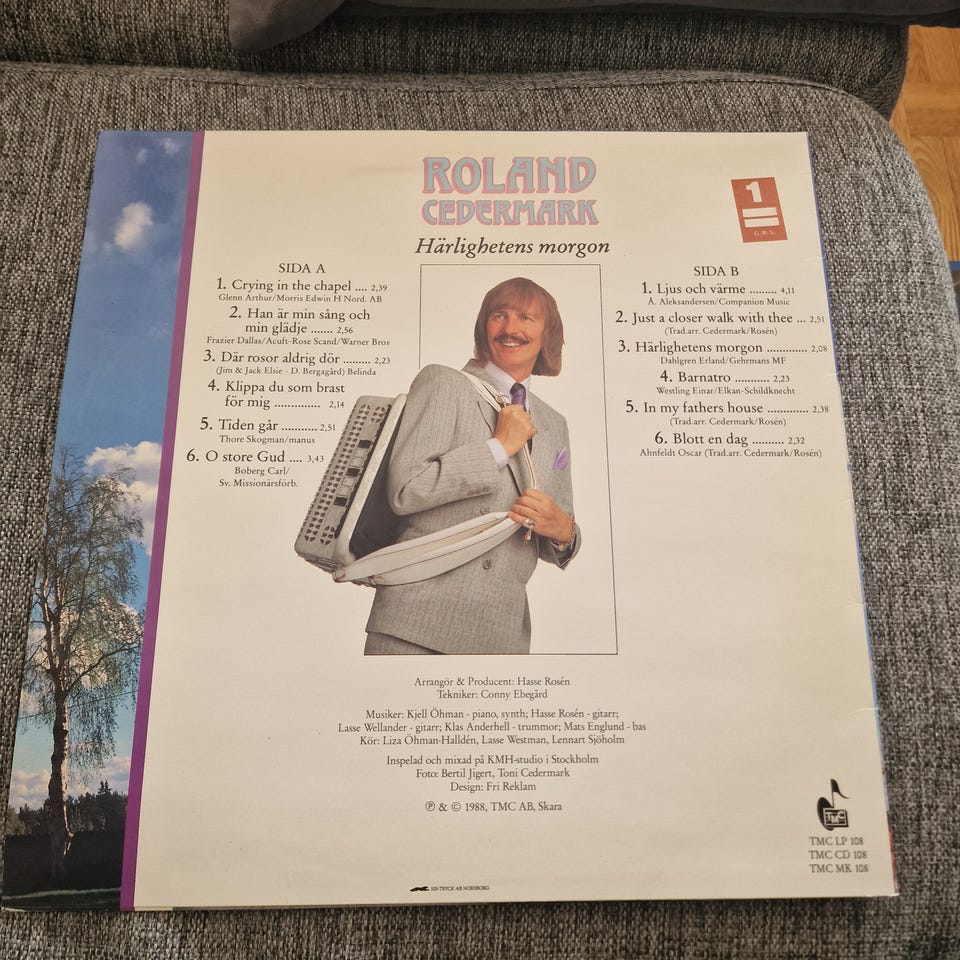 ROLAND
CEDERMARK
Härlighetens morgon
1
G.P.S.
SIDA A
1. Crying in the chapel .... 2,39
Glenn Arthur/Morris Edwin H Nord. AB
2. Han är min sång och
min glädje ....... 2,56
Frazier Dallas/Acuft-Rose Scand/Warner Bros
3. Där rosor aldrig dör ......... 2,23
(Jim & Jack Elsie - D. Bergagård) Belinda
4. Klippa du som brast
för mig .............. 2,14
5. Tiden går ........... 2,51
Thore Skogman/manus
6. O store Gud .... 3,43
Boberg Carl/
Sv. Missionärsförb.
SIDA B
1. Ljus och värme ......... 4,11
Å. Aleksandersen/Companion Music
2. Just a closer walk with thee ... 2,51
(Trad.arr. Cedermark/Rosén)
3. Härlighetens morgon ............. 2,08
Dahlgren Erland/Gehrmans MF
4. Barnatro ........... 2,23
Westling Einar/Elkan-Schildknecht
5. In my fathers house ............. 2,38
(Trad.arr. Cedermark/Rosén)
6. Blott en dag .......... 2,32
Ahnfeldt Oscar (Trad.arr. Cedermark/Rosén)
Arrangör & Producent: Hasse Rosén
Tekniker: Conny Ebegård
Musiker: Kjell Öhman - piano, synth; Hasse Rosén - gitarr;
Lasse Wellander - gitarr; Klas Anderhell - trummor; Mats Englund - bas
Kör: Liza Öhman-Halldén, Lasse Westman, Lennart Sjöholm
Inspelad och mixad på KMH-studio i Stockholm
Foto: Bertil Jigert, Toni Cedermark
Design: Fri Reklam
℗ & © 1988, TMC AB, Skara
TMC
TMC LP 108
TMC CD 108
TMC MK 108
SIB-TRYCK AB NORSBORG